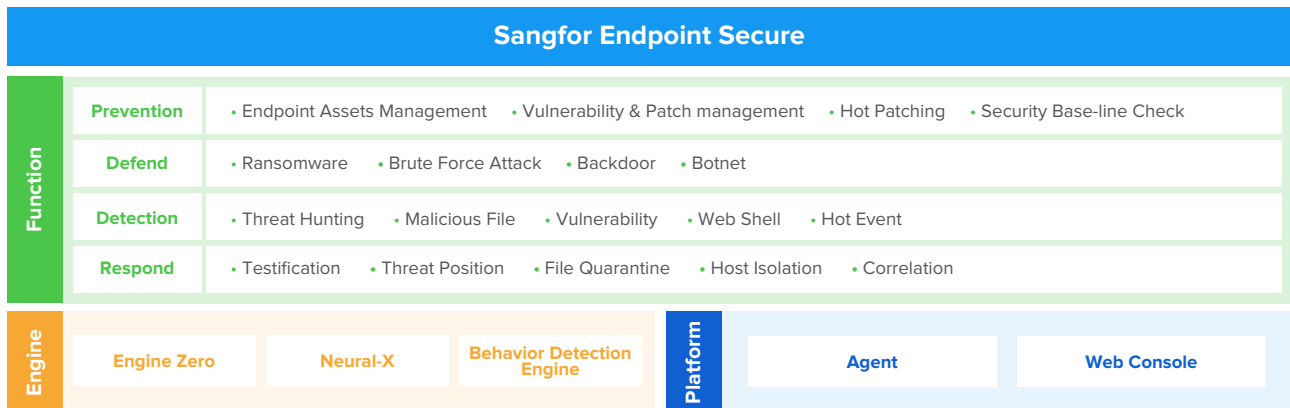 Sangfor Endpoint Secure
Function
Prevention
• Endpoint Assets Management • Vulnerability & Patch management • Hot Patching • Security Base-line Check
Defend
• Ransomware • Brute Force Attack • Backdoor • Botnet
Detection
• Threat Hunting • Malicious File • Vulnerability • Web Shell • Hot Event
Respond
• Testification • Threat Position • File Quarantine • Host Isolation • Correlation
Engine
Engine Zero
Neural-X
Behavior Detection
Engine
Platform
Agent
Web Console